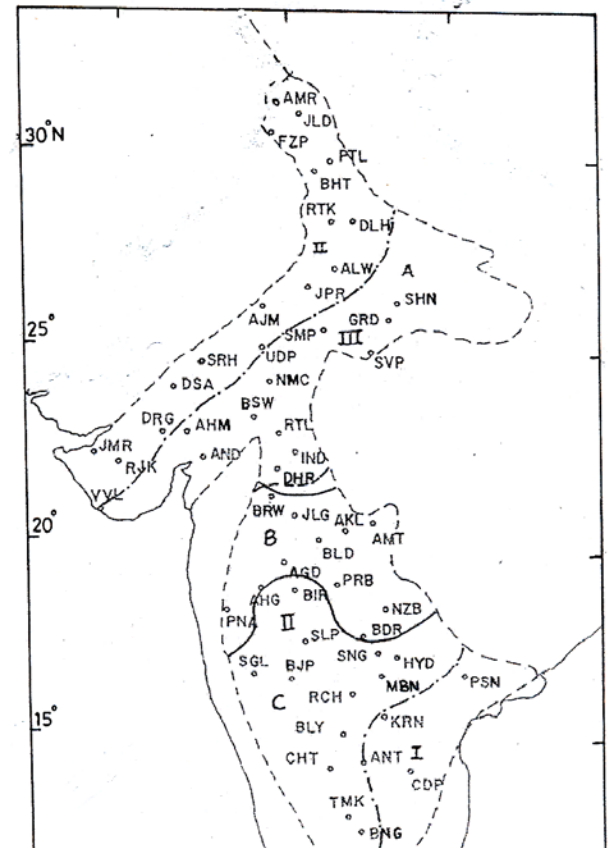 AMR
JLD
30°N
FZP
PTL
BHT
RTK
DLH
II
ALW
A
JPR
SHN
AJM
GRD
SMP
III
25°
UDP
SVP
SRH
NMC
DSA
BSW
DRG
AHM
RTL
JMR
AND
IND
RJK
DHR
VVL
BRW
JLG
AKL
20°
AMT
B
BLD
AGD
PRB
AHG
BIR
NZB
PNA
II
BDR
SLP
SNG
HYD
SGL
BJP
MBN
PSN
C
RCH
KRN
15°
BLY
ANT
I
CHT
CDP
TMK
BNG